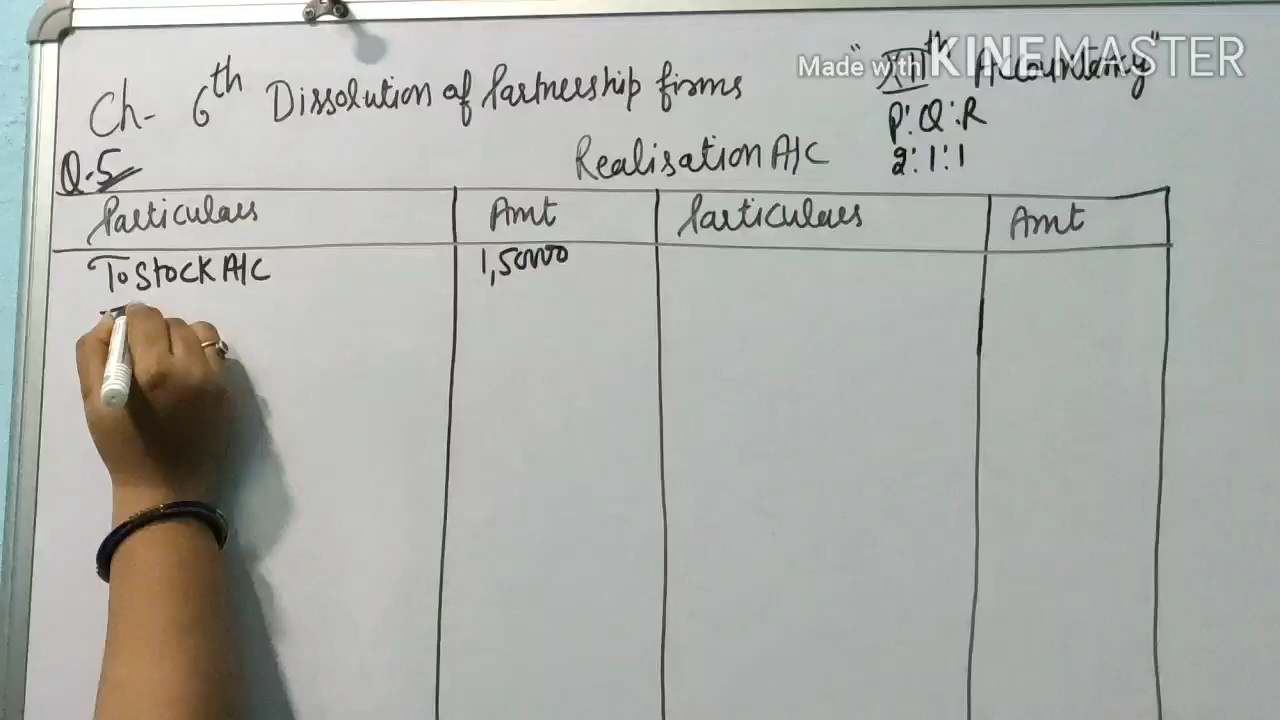 Made with KINEMASTER
"XIIth Accountancy"
Ch- 6th Dissolution of Partnership firms
P:Q:R
Realisation A/C
2:1:1
Q.5
Particulars Amt Particulars Amt
To Stock A/C 1,50000